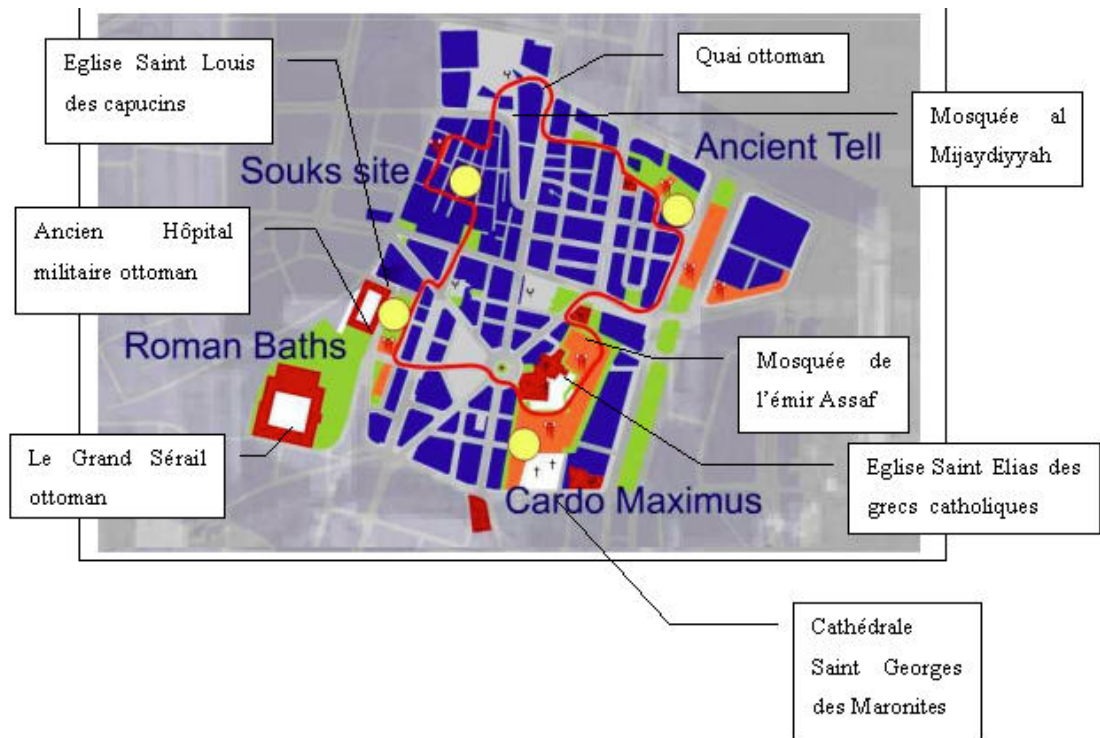 Eglise Saint Louis
des capucins
Quai ottoman
Mosquée al
Mijaydiyyah
Ancient Tell
Souks site
Ancien Hôpital
militaire ottoman
Roman Baths
Mosquée de
l'émir Assaf
Le Grand Sérail
ottoman
Eglise Saint Elias des
grecs catholiques
Cardo Maximus
Cathédrale
Saint Georges
des Maronites